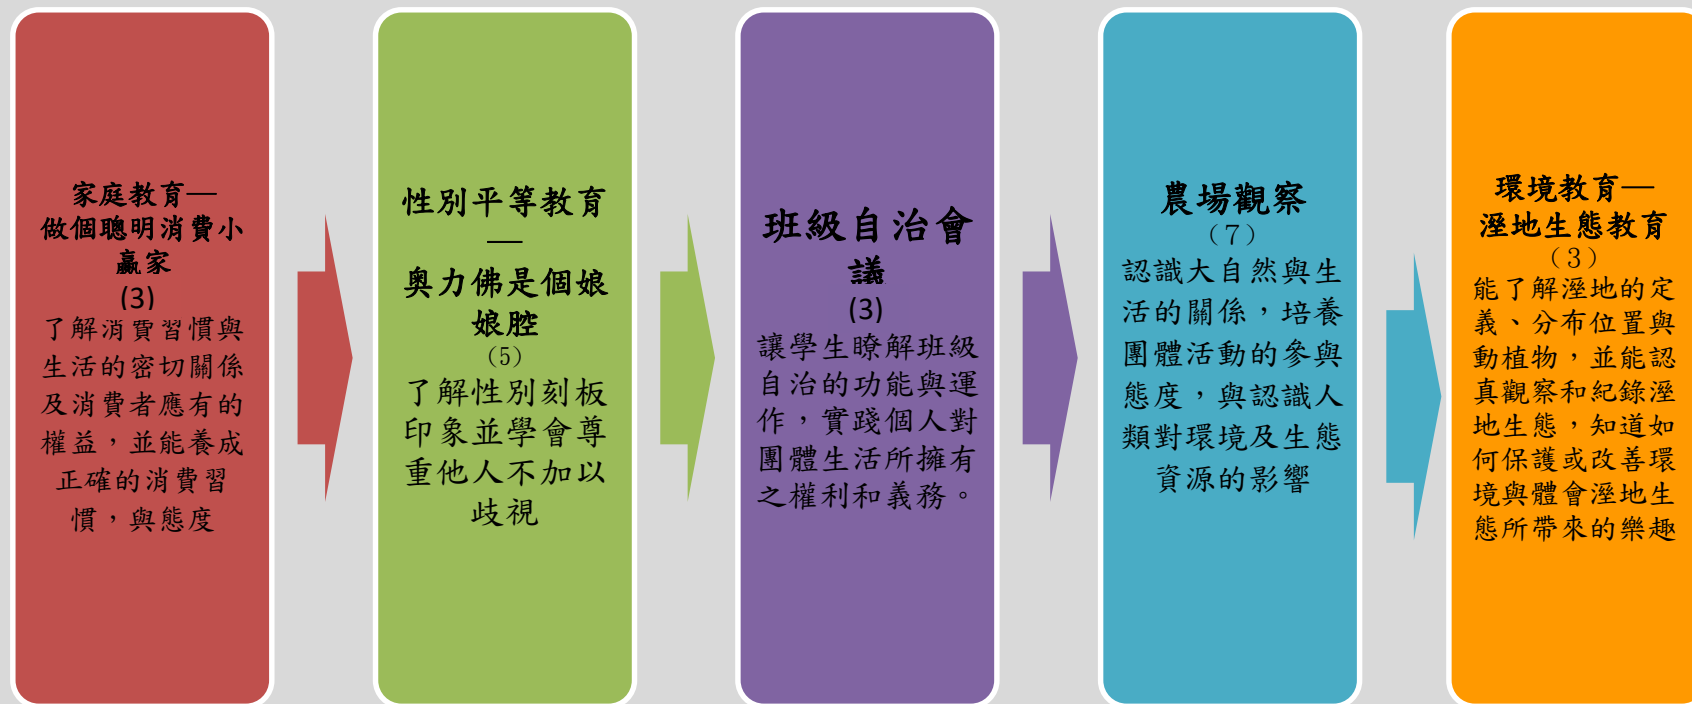 家庭教育—
做個聰明消費小
贏家
(3)
了解消費習慣與
生活的密切關係
及消費者應有的
權益，並能養成
正確的消費習
慣，與態度
性別平等教育
—
奧力佛是個娘
娘腔
（5）
了解性別刻板
印象並學會尊
重他人不加以
歧視
班級自治會
議
(3)
讓學生瞭解班級
自治的功能與運
作，實踐個人對
團體生活所擁有
之權利和義務。
農場觀察
（7）
認識大自然與生
活的關係，培養
團體活動的參與
態度，與認識人
類對環境及生態
資源的影響
環境教育—
溼地生態教育
（3）
能了解溼地的定
義、分布位置與
動植物，並能認
真觀察和紀錄溼
地生態，知道如
何保護或改善環
境與體會溼地生
態所帶來的樂趣